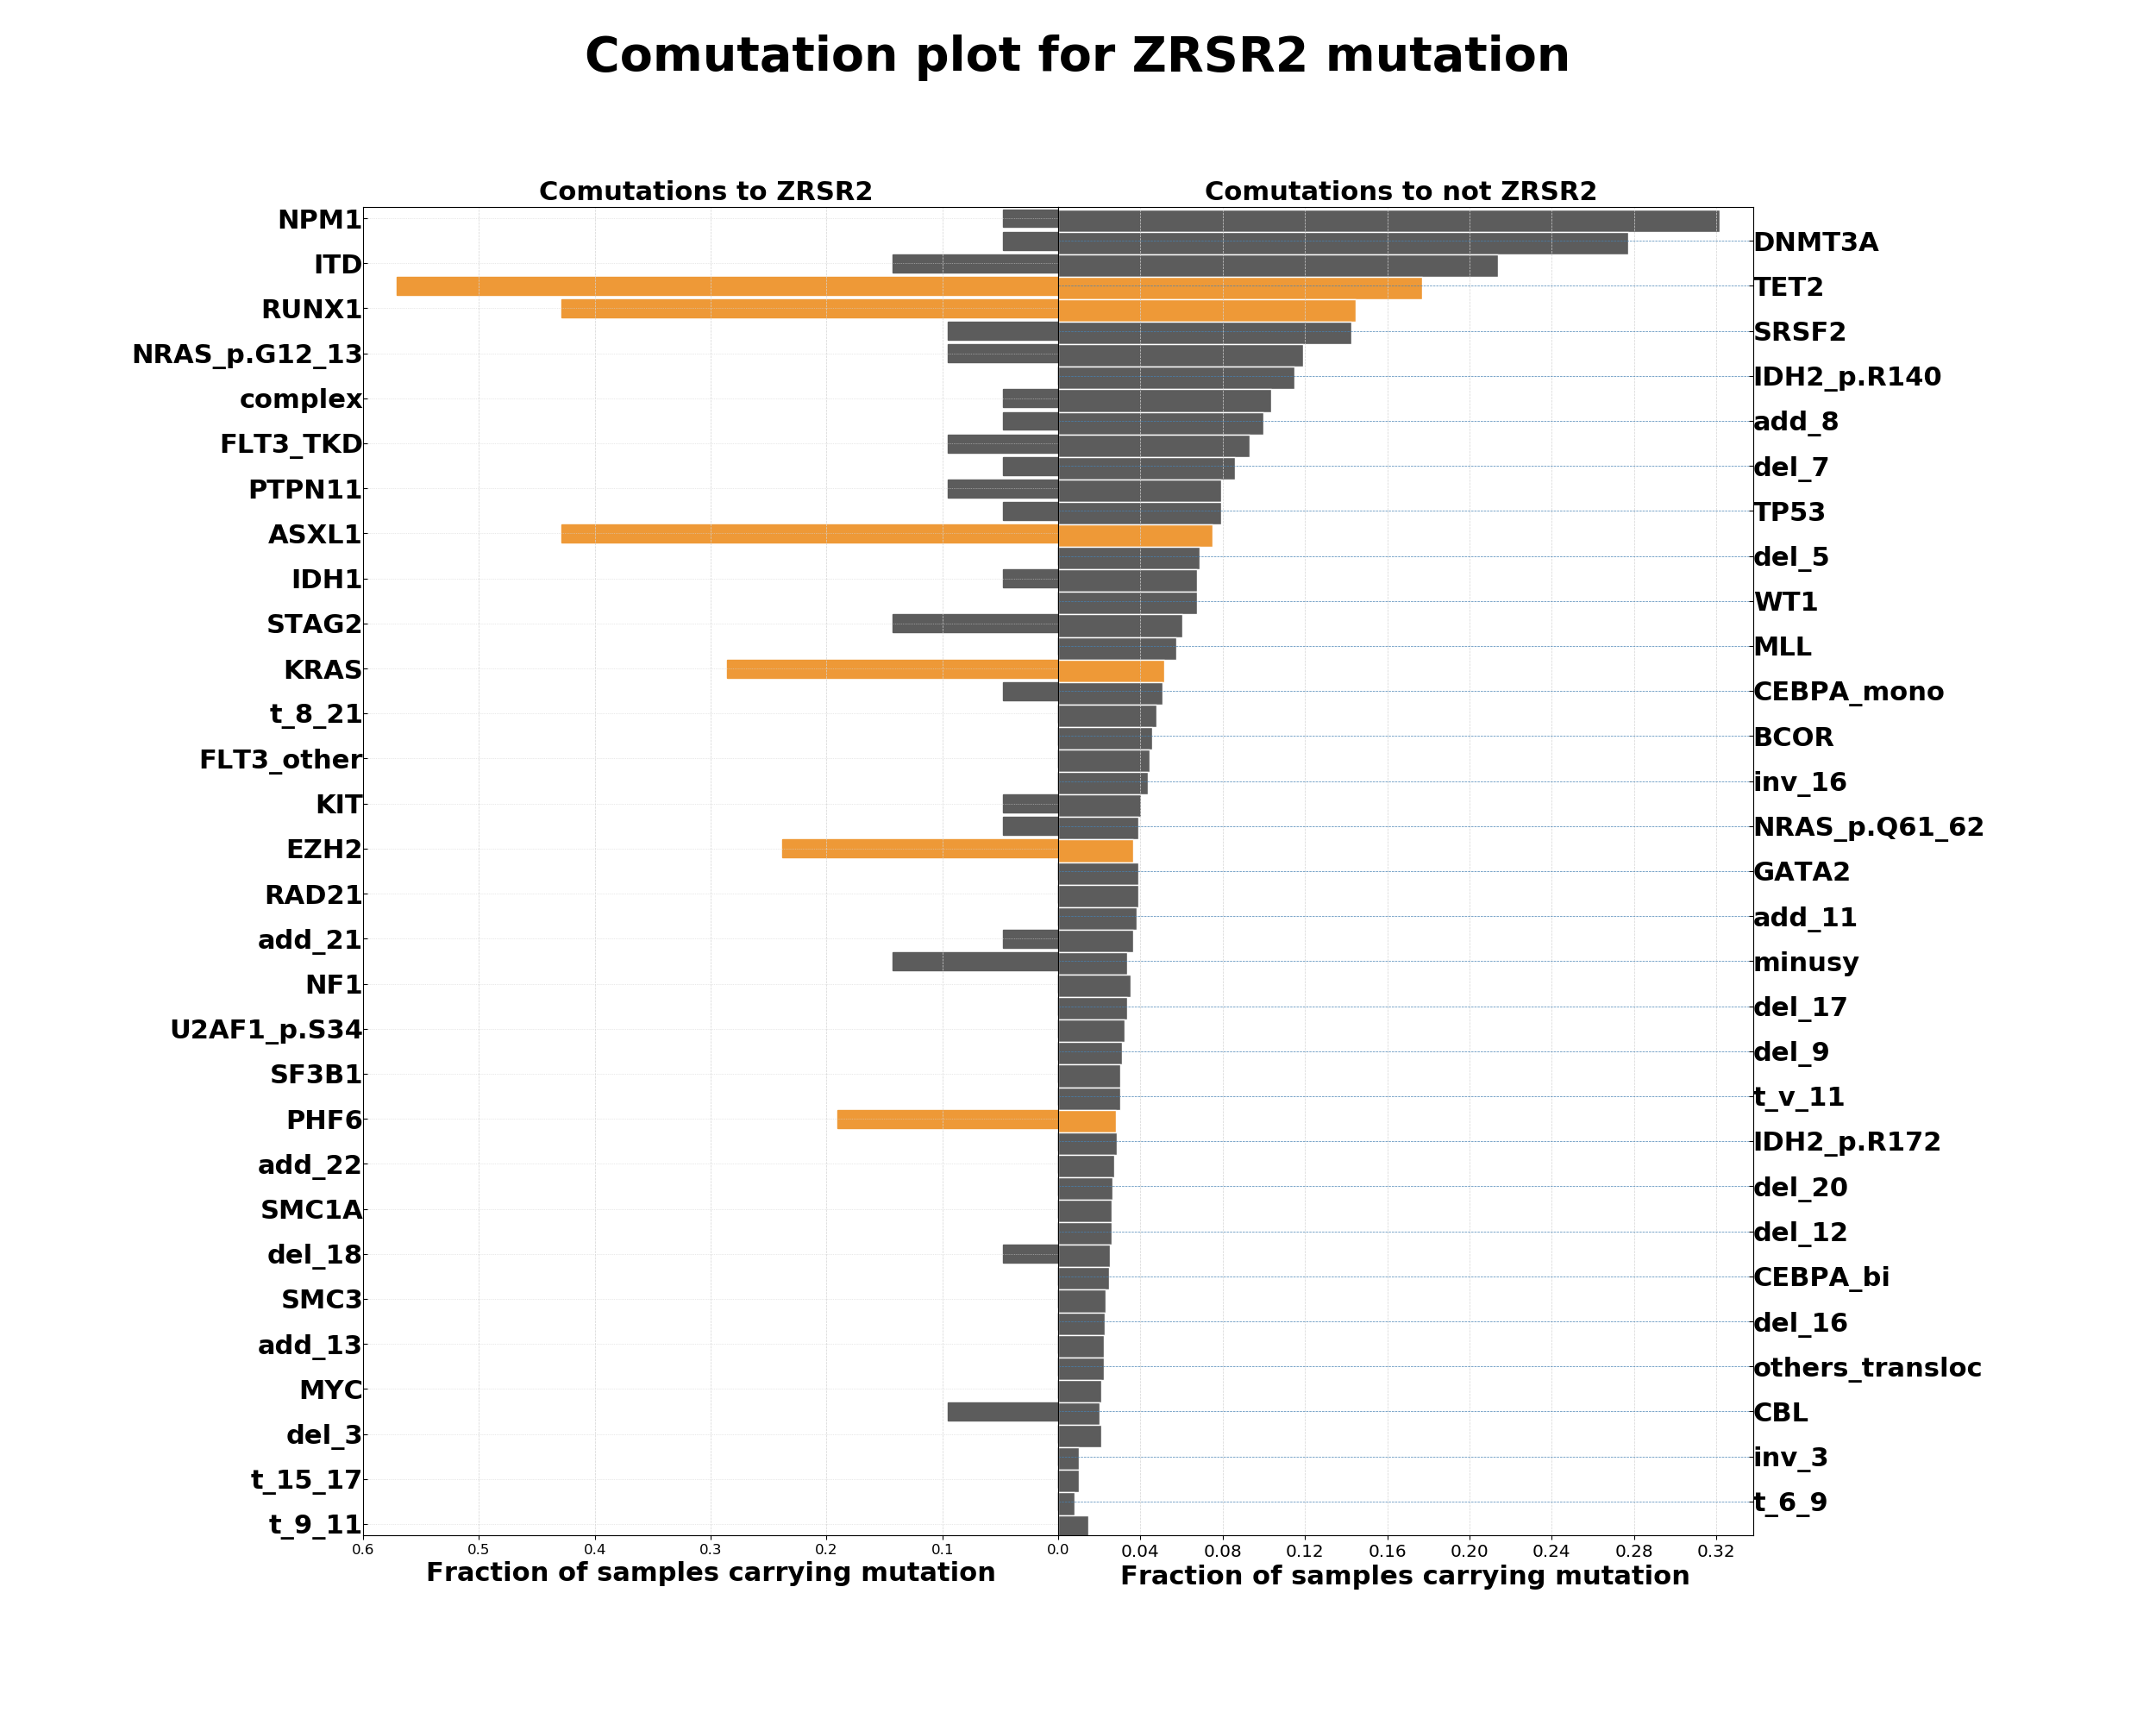 Comutation plot for ZRSR2 mutation
Comutations to ZRSR2
Comutations to not ZRSR2
NPM1
DNMT3A
ITD
TET2
RUNX1
SRSF2
NRAS_p.G12_13
IDH2_p.R140
complex
add_8
FLT3_TKD
del_7
PTPN11
TP53
ASXL1
del_5
IDH1
WT1
STAG2
MLL
KRAS
CEBPA_mono
t_8_21
BCOR
FLT3_other
inv_16
KIT
NRAS_p.Q61_62
EZH2
GATA2
RAD21
add_11
add_21
minusy
NF1
del_17
U2AF1_p.S34
del_9
SF3B1
t_v_11
PHF6
IDH2_p.R172
add_22
del_20
SMC1A
del_12
del_18
CEBPA_bi
SMC3
del_16
add_13
others_transloc
MYC
CBL
del_3
inv_3
t_15_17
t_6_9
t_9_11
0.6 0.5 0.4 0.3 0.2 0.1 0.0 0.04 0.08 0.12 0.16 0.20 0.24 0.28 0.32
Fraction of samples carrying mutation
Fraction of samples carrying mutation